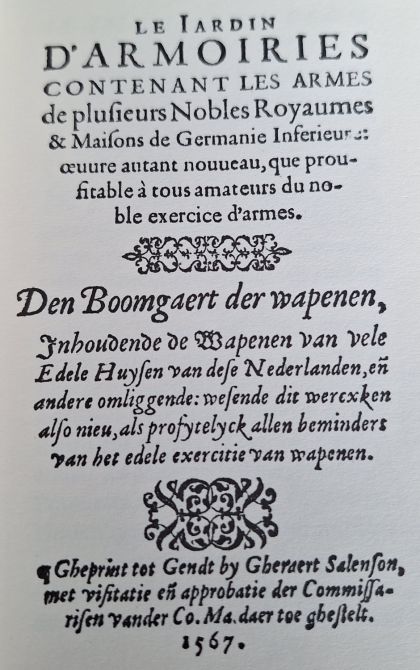 LE IARDIN
D'ARMOIRIES
CONTENANT LES ARMES
de pluſieurs Nobles Royaumes
& Maiſons de Germanie Inferieure:
œuure autant nouueau, que prou-
fitable à tous amateurs du no-
ble exercice d'armes.
Den Boomgaert der wapenen,
Inhoudende de Wapenen van vele
Edele Huyſen van deſe Nederlanden, eñ
andere omliggende: weſende dit wercxken
alſo nieu, als profytelyck allen beminders
van het edele exercitie van wapenen.
¶ Gheprint tot Gendt by Gheraert Salenſon,
met viſitatie eñ approbatie der Commiſſa-
riſen vander Co. Ma. daer toe gheſtelt.
1567.